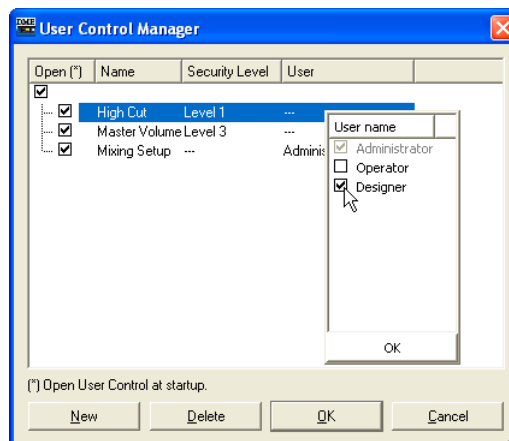 DME
User Control Manager
Open (*) Name Security Level User
High Cut Level 1 ---
Master Volume Level 3 ---
Mixing Setup --- Adminis
User name
Administrator
Operator
Designer
OK
(*) Open User Control at startup.
New Delete OK Cancel